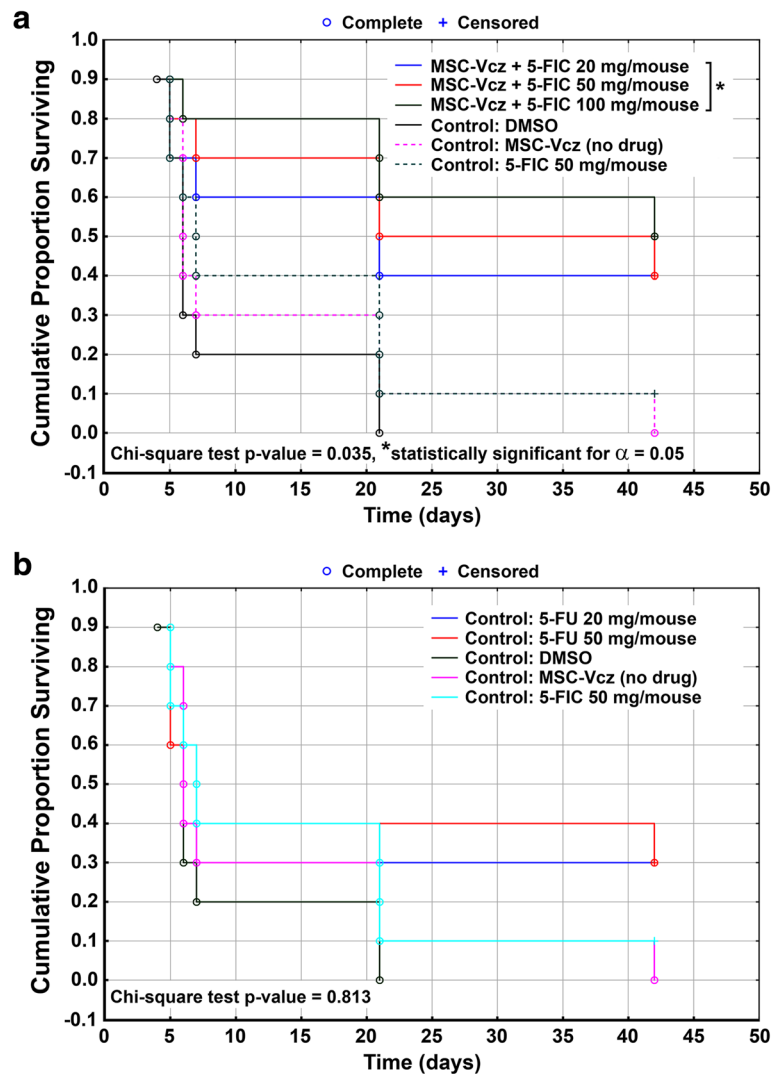 a
Complete Censored
1.0
0.9
0.8
0.7
0.6
0.5
0.4
0.3
0.2
0.1
0.0
-0.1
Cumulative Proportion Surviving
MSC-Vcz + 5-FIC 20 mg/mouse
MSC-Vcz + 5-FIC 50 mg/mouse
MSC-Vcz + 5-FIC 100 mg/mouse
*
Control: DMSO
Control: MSC-Vcz (no drug)
Control: 5-FIC 50 mg/mouse
Chi-square test p-value = 0.035, *statistically significant for α = 0.05
0 5 10 15 20 25 30 35 40 45 50
Time (days)
b
Complete Censored
1.0
0.9
0.8
0.7
0.6
0.5
0.4
0.3
0.2
0.1
0.0
-0.1
Cumulative Proportion Surviving
Control: 5-FU 20 mg/mouse
Control: 5-FU 50 mg/mouse
Control: DMSO
Control: MSC-Vcz (no drug)
Control: 5-FIC 50 mg/mouse
Chi-square test p-value = 0.813
0 5 10 15 20 25 30 35 40 45 50
Time (days)